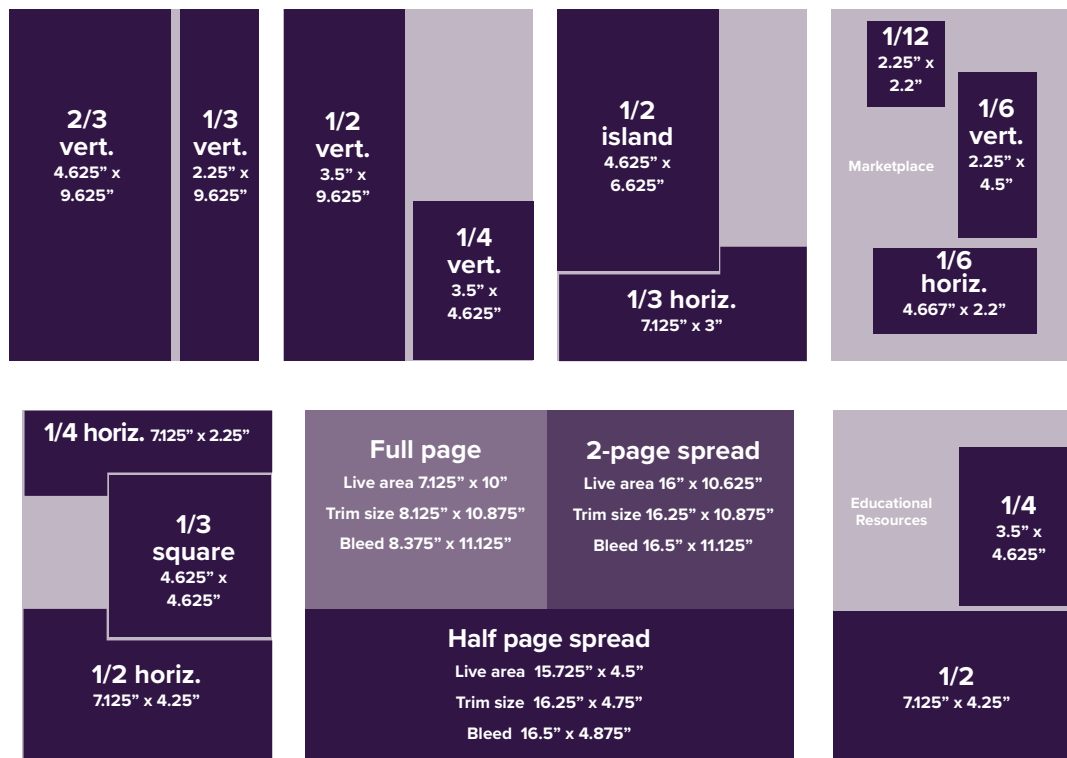 2/3
vert.
4.625” x
9.625”
1/3
vert.
2.25” x
9.625”
1/2
vert.
3.5” x
9.625”
1/4
vert.
3.5” x
4.625”
1/2
island
4.625” x
6.625”
1/3 horiz.
7.125” x 3”
1/12
2.25” x
2.2”
1/6
vert.
2.25” x
4.5”
Marketplace
1/6
horiz.
4.667” x 2.2”
1/4 horiz. 7.125” x 2.25”
1/3
square
4.625” x
4.625”
1/2 horiz.
7.125” x 4.25”
Full page
Live area 7.125” x 10”
Trim size 8.125” x 10.875”
Bleed 8.375” x 11.125”
2-page spread
Live area 16” x 10.625”
Trim size 16.25” x 10.875”
Bleed 16.5” x 11.125”
Half page spread
Live area 15.725” x 4.5”
Trim size 16.25” x 4.75”
Bleed 16.5” x 4.875”
Educational
Resources
1/4
3.5” x
4.625”
1/2
7.125” x 4.25”